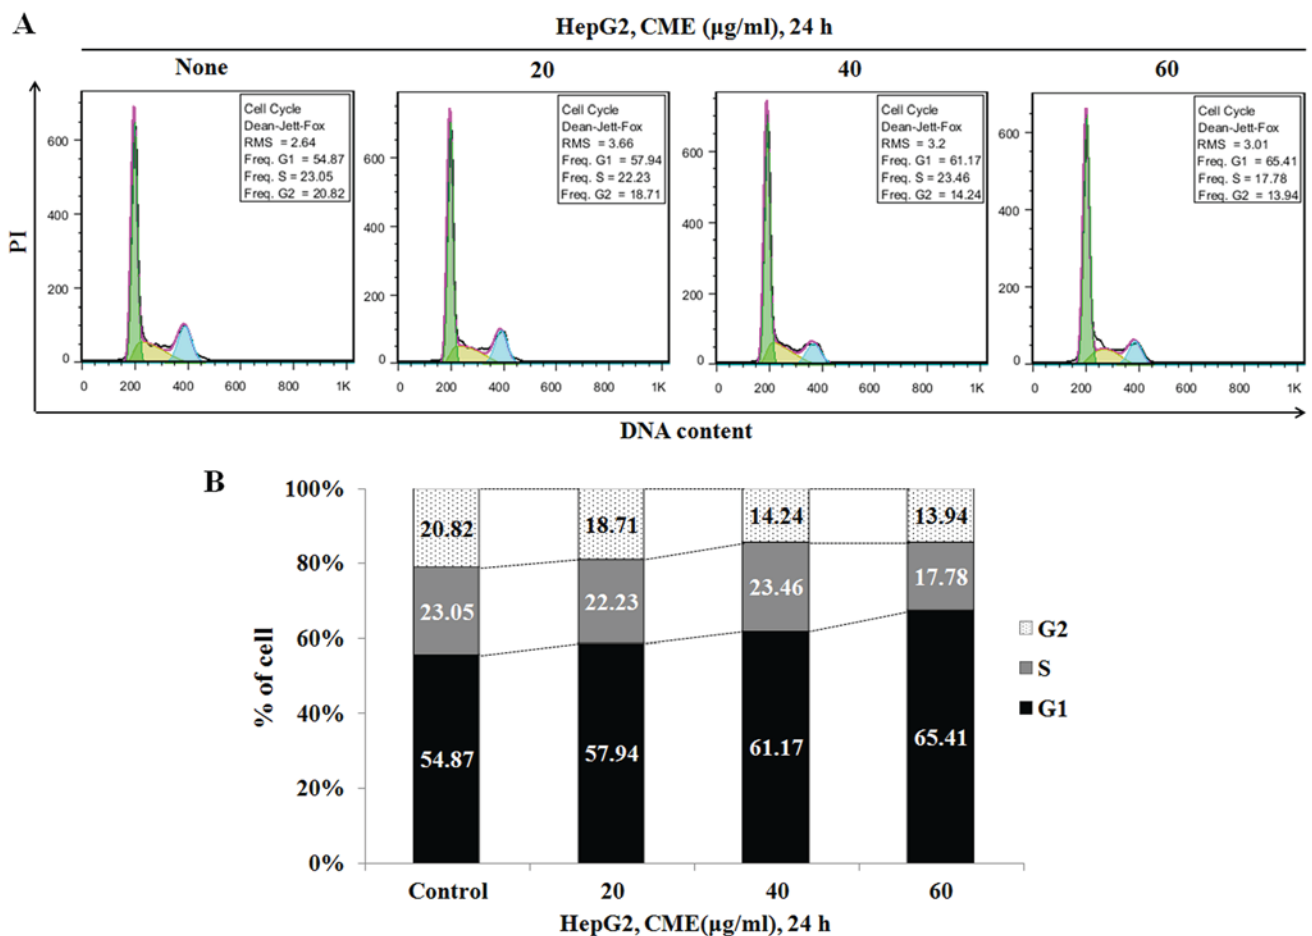 A
HepG2, CME (µg/ml), 24 h
None 20 40 60
PI
Cell Cycle
Dean-Jett-Fox
RMS = 2.64
Freq. G1 = 54.87
Freq. S = 23.05
Freq. G2 = 20.82
600
400
200
0
0 200 400 600 800 1K
Cell Cycle
Dean-Jett-Fox
RMS = 3.66
Freq. G1 = 57.94
Freq. S = 22.23
Freq. G2 = 18.71
600
400
200
0
0 200 400 600 800 1K
Cell Cycle
Dean-Jett-Fox
RMS = 3.2
Freq. G1 = 61.17
Freq. S = 23.46
Freq. G2 = 14.24
600
400
200
0
0 200 400 600 800 1K
Cell Cycle
Dean-Jett-Fox
RMS = 3.01
Freq. G1 = 65.41
Freq. S = 17.78
Freq. G2 = 13.94
600
400
200
0
0 200 400 600 800 1K
DNA content
B
% of cell
100%
80%
60%
40%
20%
0%
20.82 18.71 14.24 13.94
23.05 22.23 23.46 17.78
54.87 57.94 61.17 65.41
G2
S
G1
Control 20 40 60
HepG2, CME(µg/ml), 24 h